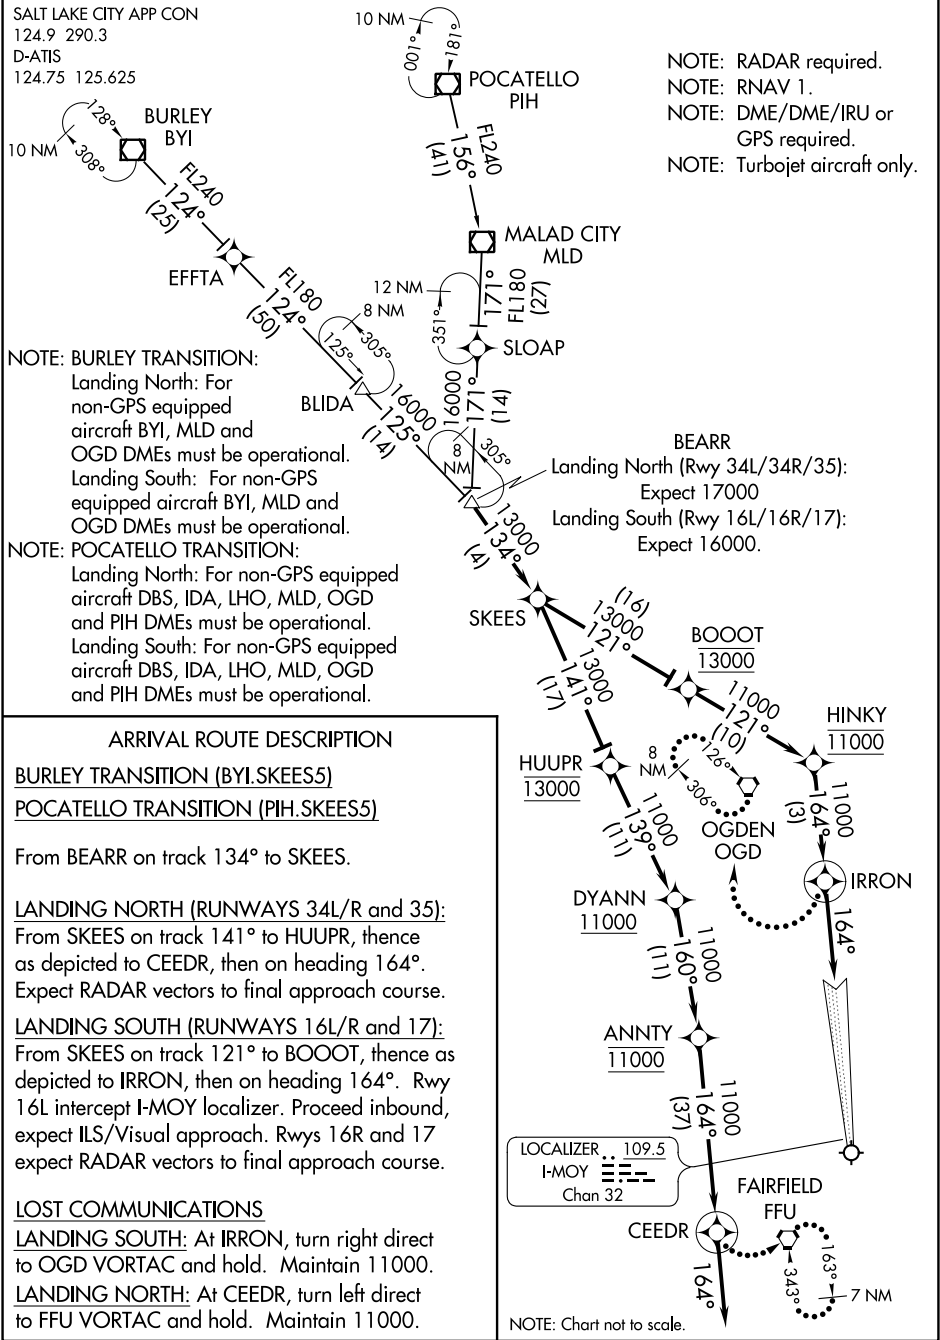 SALT LAKE CITY APP CON
124.9 290.3
D-ATIS
124.75 125.625
10 NM
001°
181°
POCATELLO
PIH
NOTE: RADAR required.
NOTE: RNAV 1.
NOTE: DME/DME/IRU or
GPS required.
NOTE: Turbojet aircraft only.
BURLEY
BYI
128°
308°
10 NM
FL240
124°
(25)
FL240
156°
(41)
EFFTA
MALAD CITY
MLD
12 NM
351°
171°
FL180
(27)
SLOAP
FL180
124°
(50)
8 NM
125°
305°
BLIDA
16000
125°
(14)
16000
171°
(14)
8
NM
305°
NOTE: BURLEY TRANSITION:
Landing North: For
non-GPS equipped
aircraft BYI, MLD and
OGD DMEs must be operational.
Landing South: For non-GPS
equipped aircraft BYI, MLD and
OGD DMEs must be operational.
NOTE: POCATELLO TRANSITION:
Landing North: For non-GPS equipped
aircraft DBS, IDA, LHO, MLD, OGD
and PIH DMEs must be operational.
Landing South: For non-GPS equipped
aircraft DBS, IDA, LHO, MLD, OGD
and PIH DMEs must be operational.
BEARR
Landing North (Rwy 34L/34R/35):
Expect 17000
Landing South (Rwy 16L/16R/17):
Expect 16000.
13000
134°
(4)
SKEES
(16)
13000
121°
BOOOT
13000
13000
141°
(17)
11000
121°
(10)
HINKY
11000
HUUPR
13000
8
NM
126°
306°
OGDEN
OGD
11000
164°
(3)
IRRON
164°
11000
139°
(11)
DYANN
11000
11000
160°
(11)
ANNTY
11000
11000
164°
(37)
LOCALIZER 109.5
I-MOY
Chan 32
CEEDR
164°
FAIRFIELD
FFU
163°
343°
7 NM
NOTE: Chart not to scale.
ARRIVAL ROUTE DESCRIPTION
BURLEY TRANSITION (BYI.SKEES5)
POCATELLO TRANSITION (PIH.SKEES5)
From BEARR on track 134° to SKEES.
LANDING NORTH (RUNWAYS 34L/R and 35):
From SKEES on track 141° to HUUPR, thence
as depicted to CEEDR, then on heading 164°.
Expect RADAR vectors to final approach course.
LANDING SOUTH (RUNWAYS 16L/R and 17):
From SKEES on track 121° to BOOOT, thence as
depicted to IRRON, then on heading 164°. Rwy
16L intercept I-MOY localizer. Proceed inbound,
expect ILS/Visual approach. Rwys 16R and 17
expect RADAR vectors to final approach course.
LOST COMMUNICATIONS
LANDING SOUTH: At IRRON, turn right direct
to OGD VORTAC and hold. Maintain 11000.
LANDING NORTH: At CEEDR, turn left direct
to FFU VORTAC and hold. Maintain 11000.